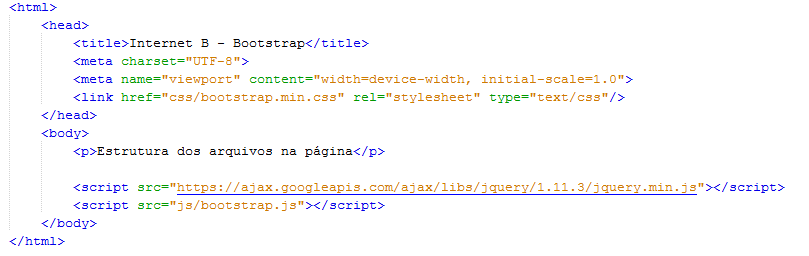 <html>
<head>
<title>Internet B - Bootstrap</title>
<meta charset="UTF-8">
<meta name="viewport" content="width=device-width, initial-scale=1.0">
<link href="css/bootstrap.min.css" rel="stylesheet" type="text/css"/>
</head>
<body>
<p>Estrutura dos arquivos na página</p>
<script src="https://ajax.googleapis.com/ajax/libs/jquery/1.11.3/jquery.min.js"></script>
<script src="js/bootstrap.js"></script>
</body>
</html>